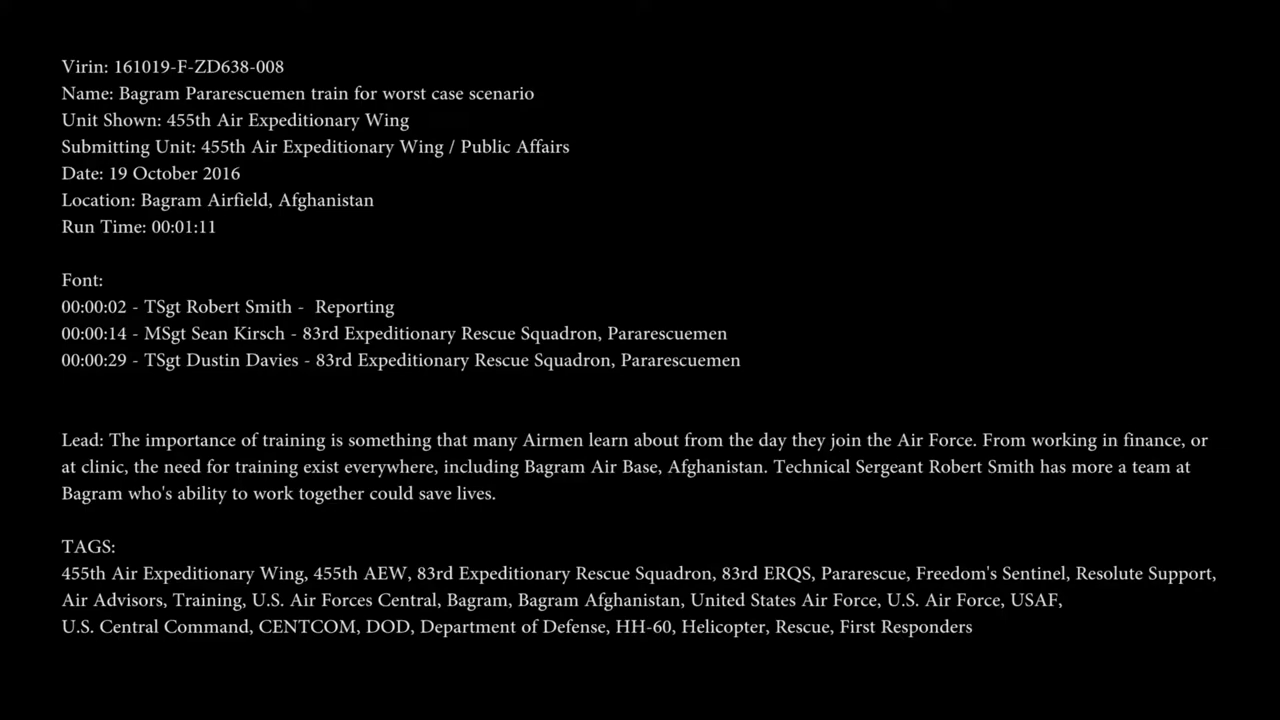 Virin: 161019-F-ZD638-008
Name: Bagram Pararescuemen train for worst case scenario
Unit Shown: 455th Air Expeditionary Wing
Submitting Unit: 455th Air Expeditionary Wing / Public Affairs
Date: 19 October 2016
Location: Bagram Airfield, Afghanistan
Run Time: 00:01:11
Font:
00:00:02 - TSgt Robert Smith -  Reporting
00:00:14 - MSgt Sean Kirsch - 83rd Expeditionary Rescue Squadron, Pararescuemen
00:00:29 - TSgt Dustin Davies - 83rd Expeditionary Rescue Squadron, Pararescuemen
Lead: The importance of training is something that many Airmen learn about from the day they join the Air Force. From working in finance, or
at clinic, the need for training exist everywhere, including Bagram Air Base, Afghanistan. Technical Sergeant Robert Smith has more a team at
Bagram who's ability to work together could save lives.
TAGS:
455th Air Expeditionary Wing, 455th AEW, 83rd Expeditionary Rescue Squadron, 83rd ERQS, Pararescue, Freedom's Sentinel, Resolute Support,
Air Advisors, Training, U.S. Air Forces Central, Bagram, Bagram Afghanistan, United States Air Force, U.S. Air Force, USAF,
U.S. Central Command, CENTCOM, DOD, Department of Defense, HH-60, Helicopter, Rescue, First Responders